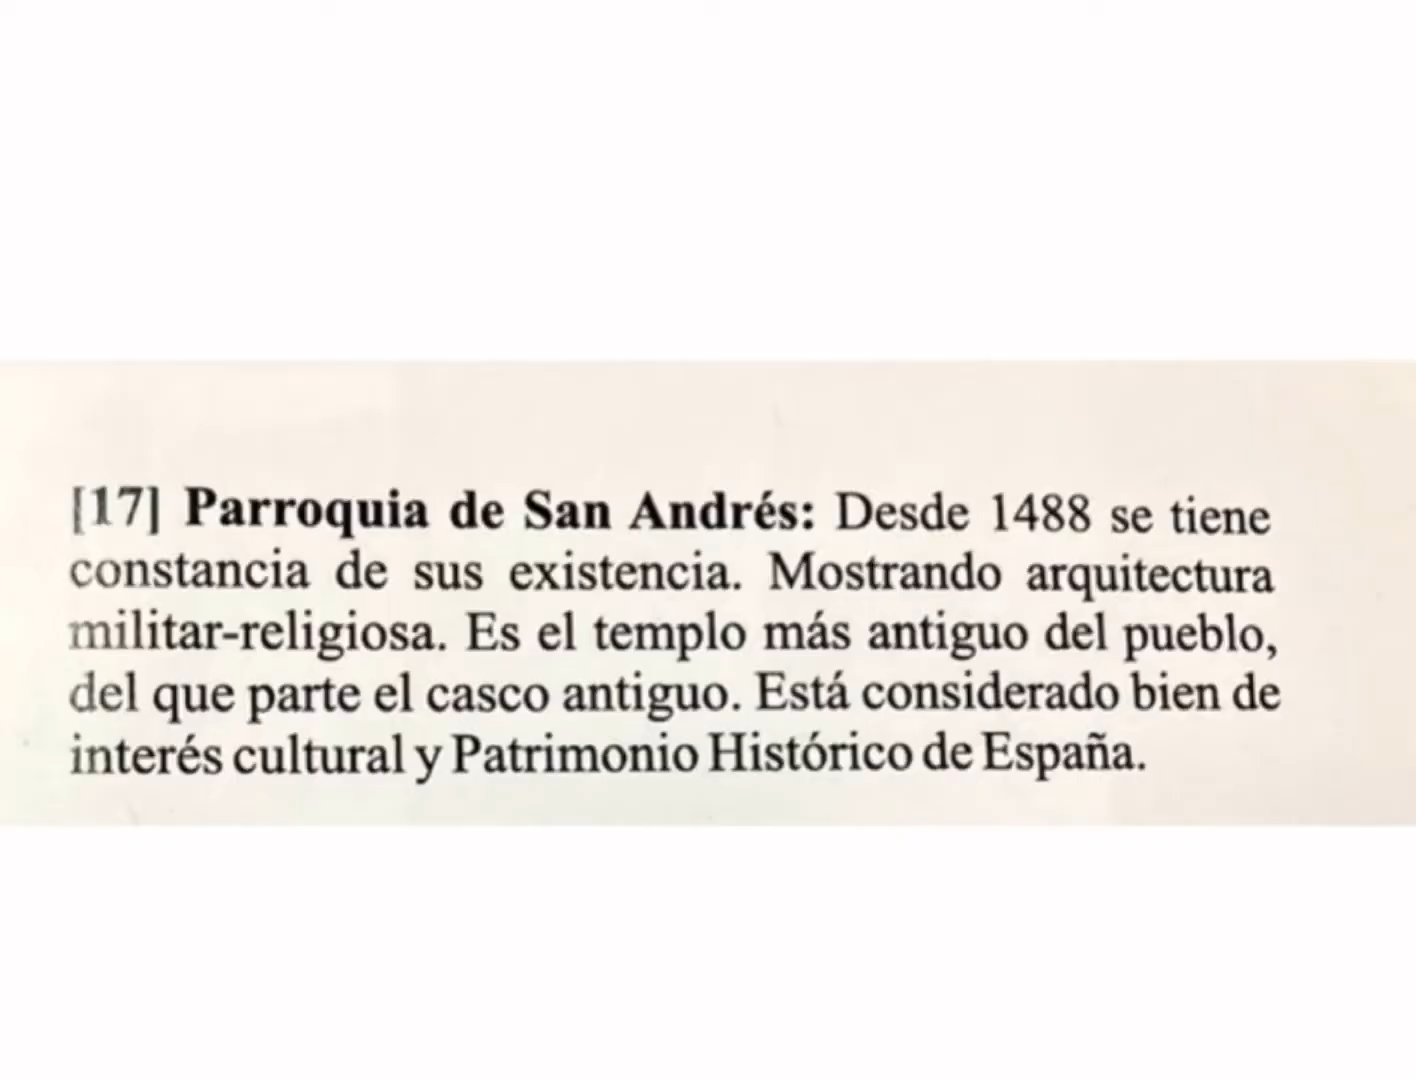 [17] Parroquia de San Andrés: Desde 1488 se tiene
constancia de sus existencia. Mostrando arquitectura
militar-religiosa. Es el templo más antiguo del pueblo,
del que parte el casco antiguo. Está considerado bien de
interés cultural y Patrimonio Histórico de España.